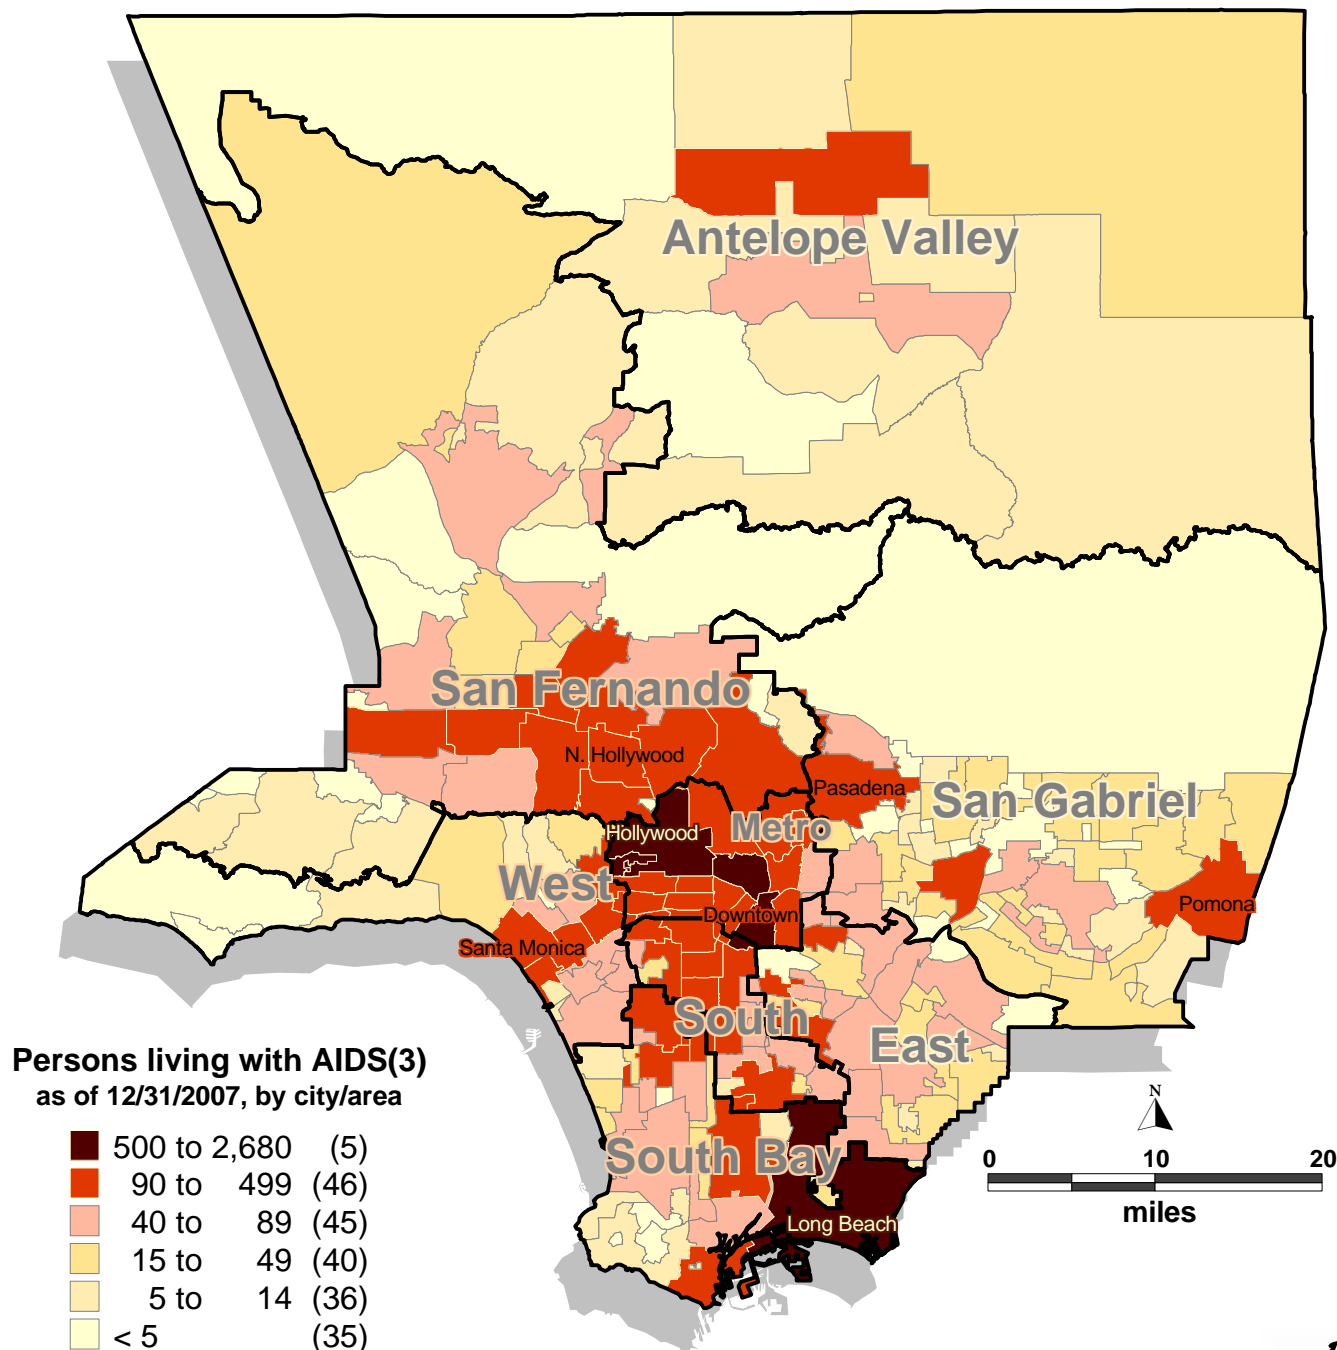 Antelope Valley
San Fernando
N. Hollywood
Pasadena
San Gabriel
Hollywood
Metro
West
Pomona
Downtown
Santa Monica
South
East
Persons living with AIDS(3)
as of 12/31/2007, by city/area
N
500 to 2,680 (5)
South Bay
0 10 20
90 to 499 (46)
miles
40 to 89 (45)
Long Beach
15 to 49 (40)
5 to 14 (36)
< 5 (35)